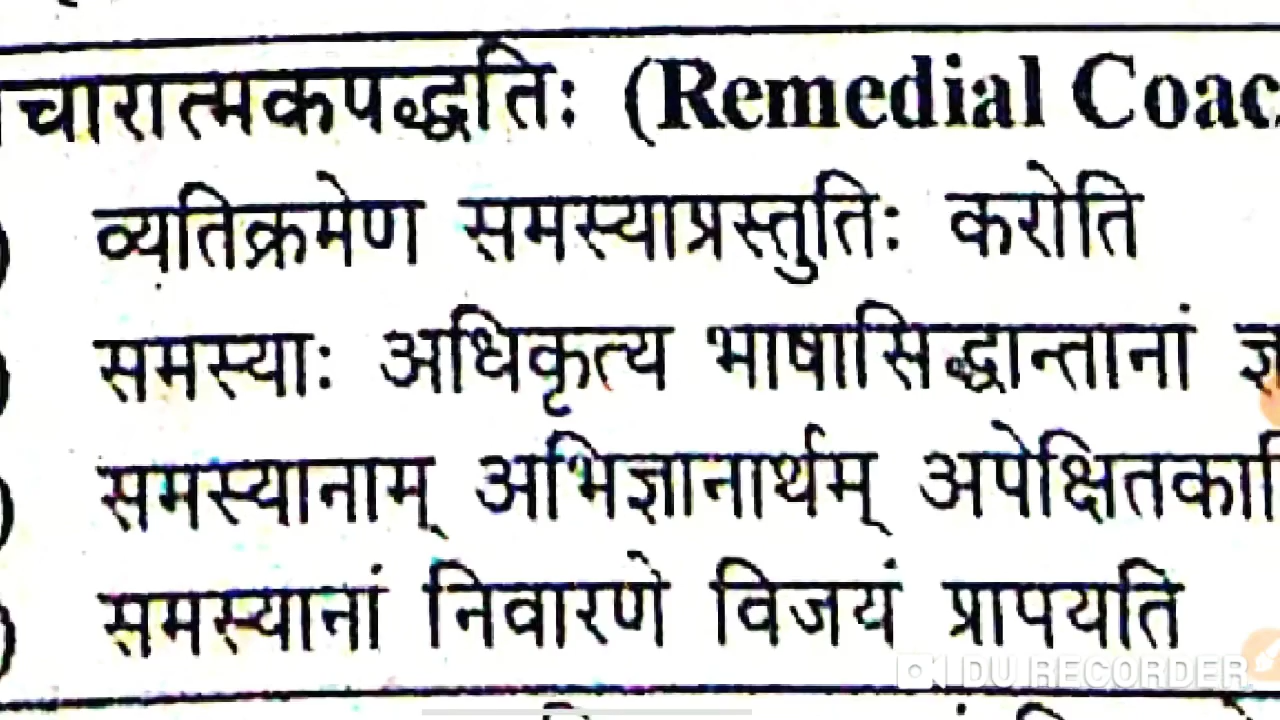 चारात्मकपद्धतिः (Remedial Coac
) व्यतिक्रमेण समस्याप्रस्तुतिः करोति
) समस्याः अधिकृत्य भाषासिद्धान्तानां ज्ञ
) समस्यानाम् अभिज्ञानार्थम् अपेक्षितका
) समस्यानां निवारणे विजयं प्रापयति
DU RECORDER